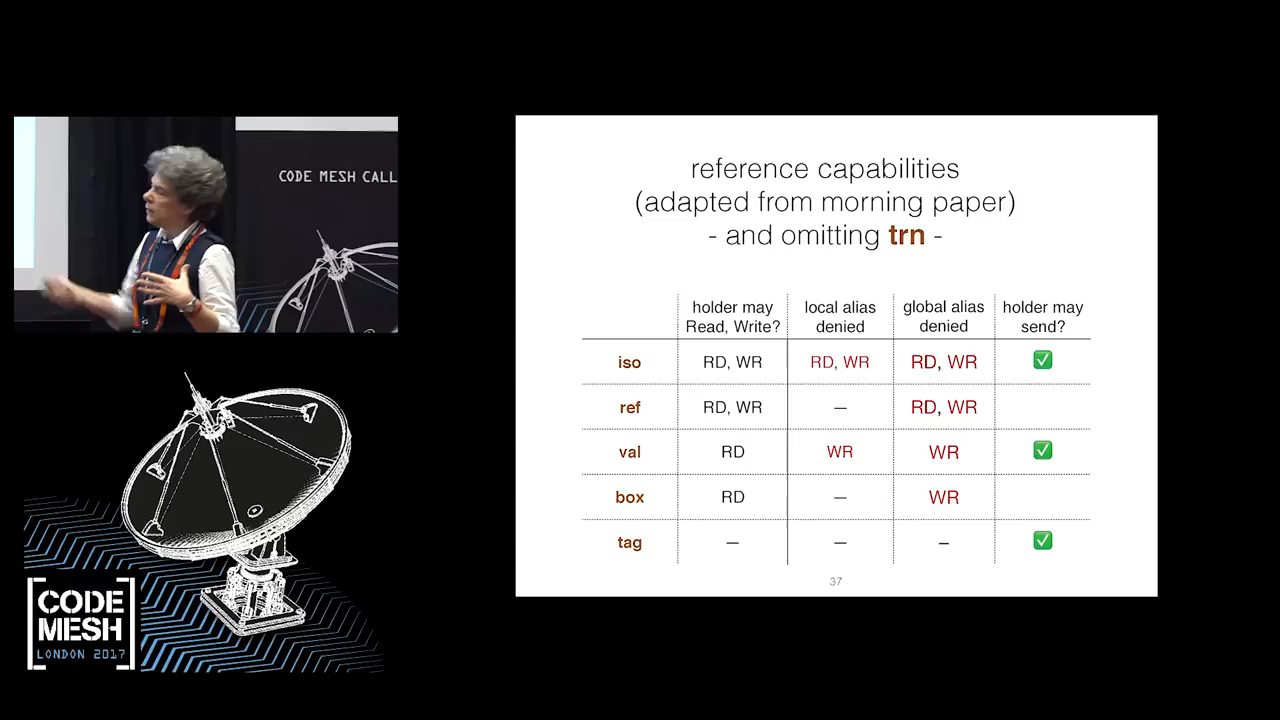 CODE MESH CALL
reference capabilities
(adapted from morning paper)
- and omitting trn -
holder may
Read, Write?
local alias
denied
global alias
denied
holder may
send?
iso RD, WR RD, WR RD, WR ✅
ref RD, WR — RD, WR
val RD WR WR ✅
box RD — WR
tag — — – ✅
37
CODE
MESH
LONDON 2017